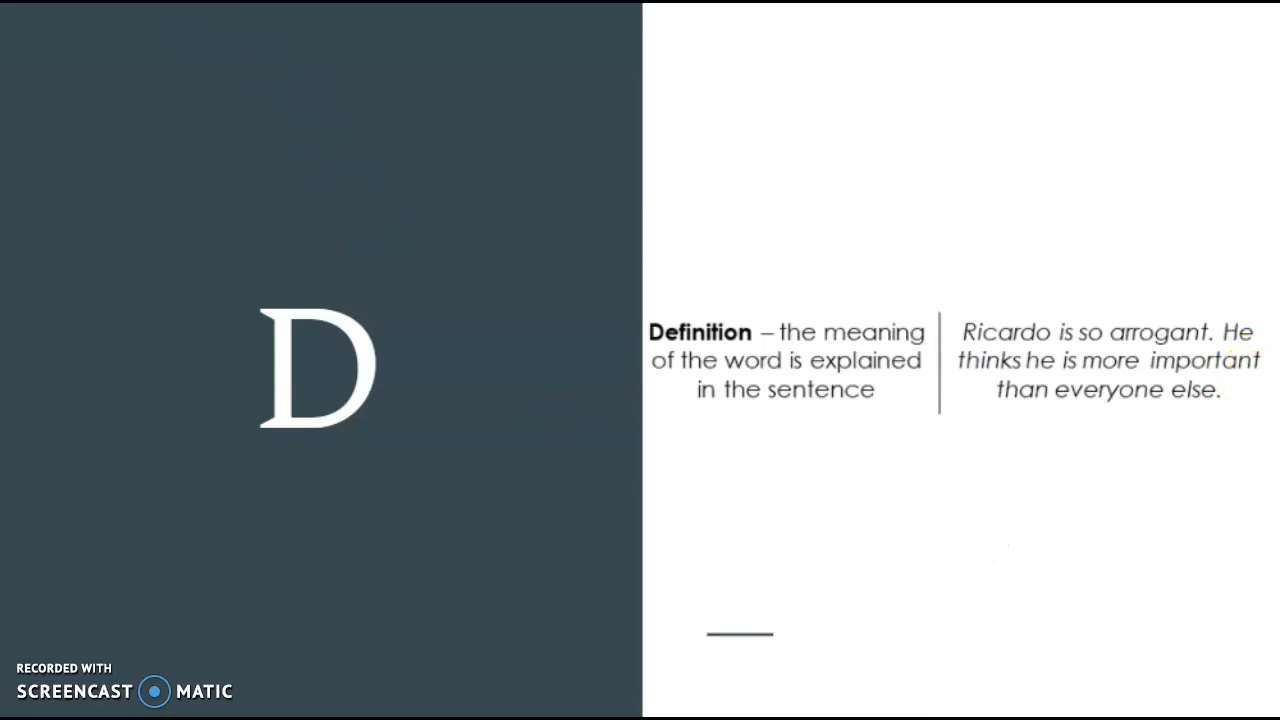 D
Definition – the meaning
of the word is explained
in the sentence
Ricardo is so arrogant. He
thinks he is more important
than everyone else.
RECORDED WITH
SCREENCAST MATIC